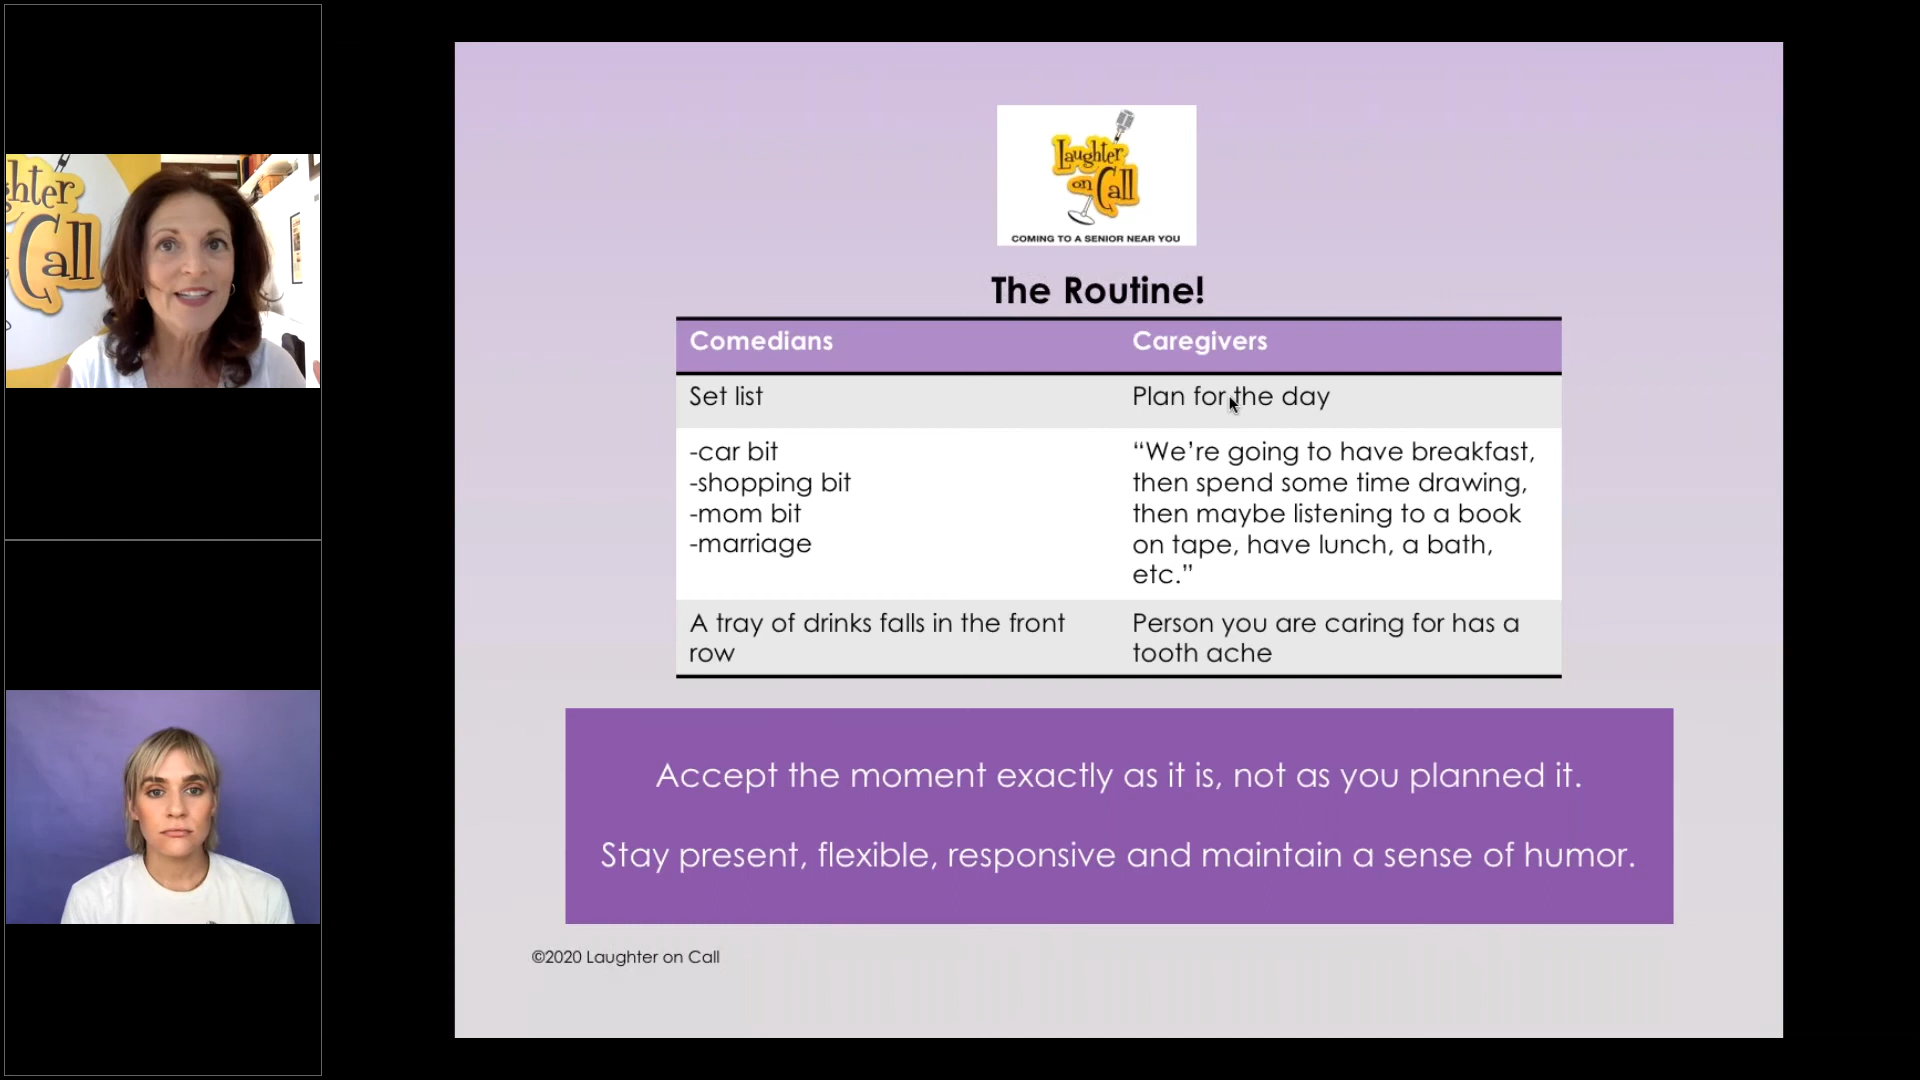 ghter
Call
Laughter
on Call
COMING TO A SENIOR NEAR YOU
The Routine!
Comedians
Caregivers
Set list
Plan for the day
-car bit
-shopping bit
-mom bit
-marriage
“We’re going to have breakfast,
then spend some time drawing,
then maybe listening to a book
on tape, have lunch, a bath,
etc.”
A tray of drinks falls in the front
row
Person you are caring for has a
tooth ache
Accept the moment exactly as it is, not as you planned it.
Stay present, flexible, responsive and maintain a sense of humor.
©2020 Laughter on Call